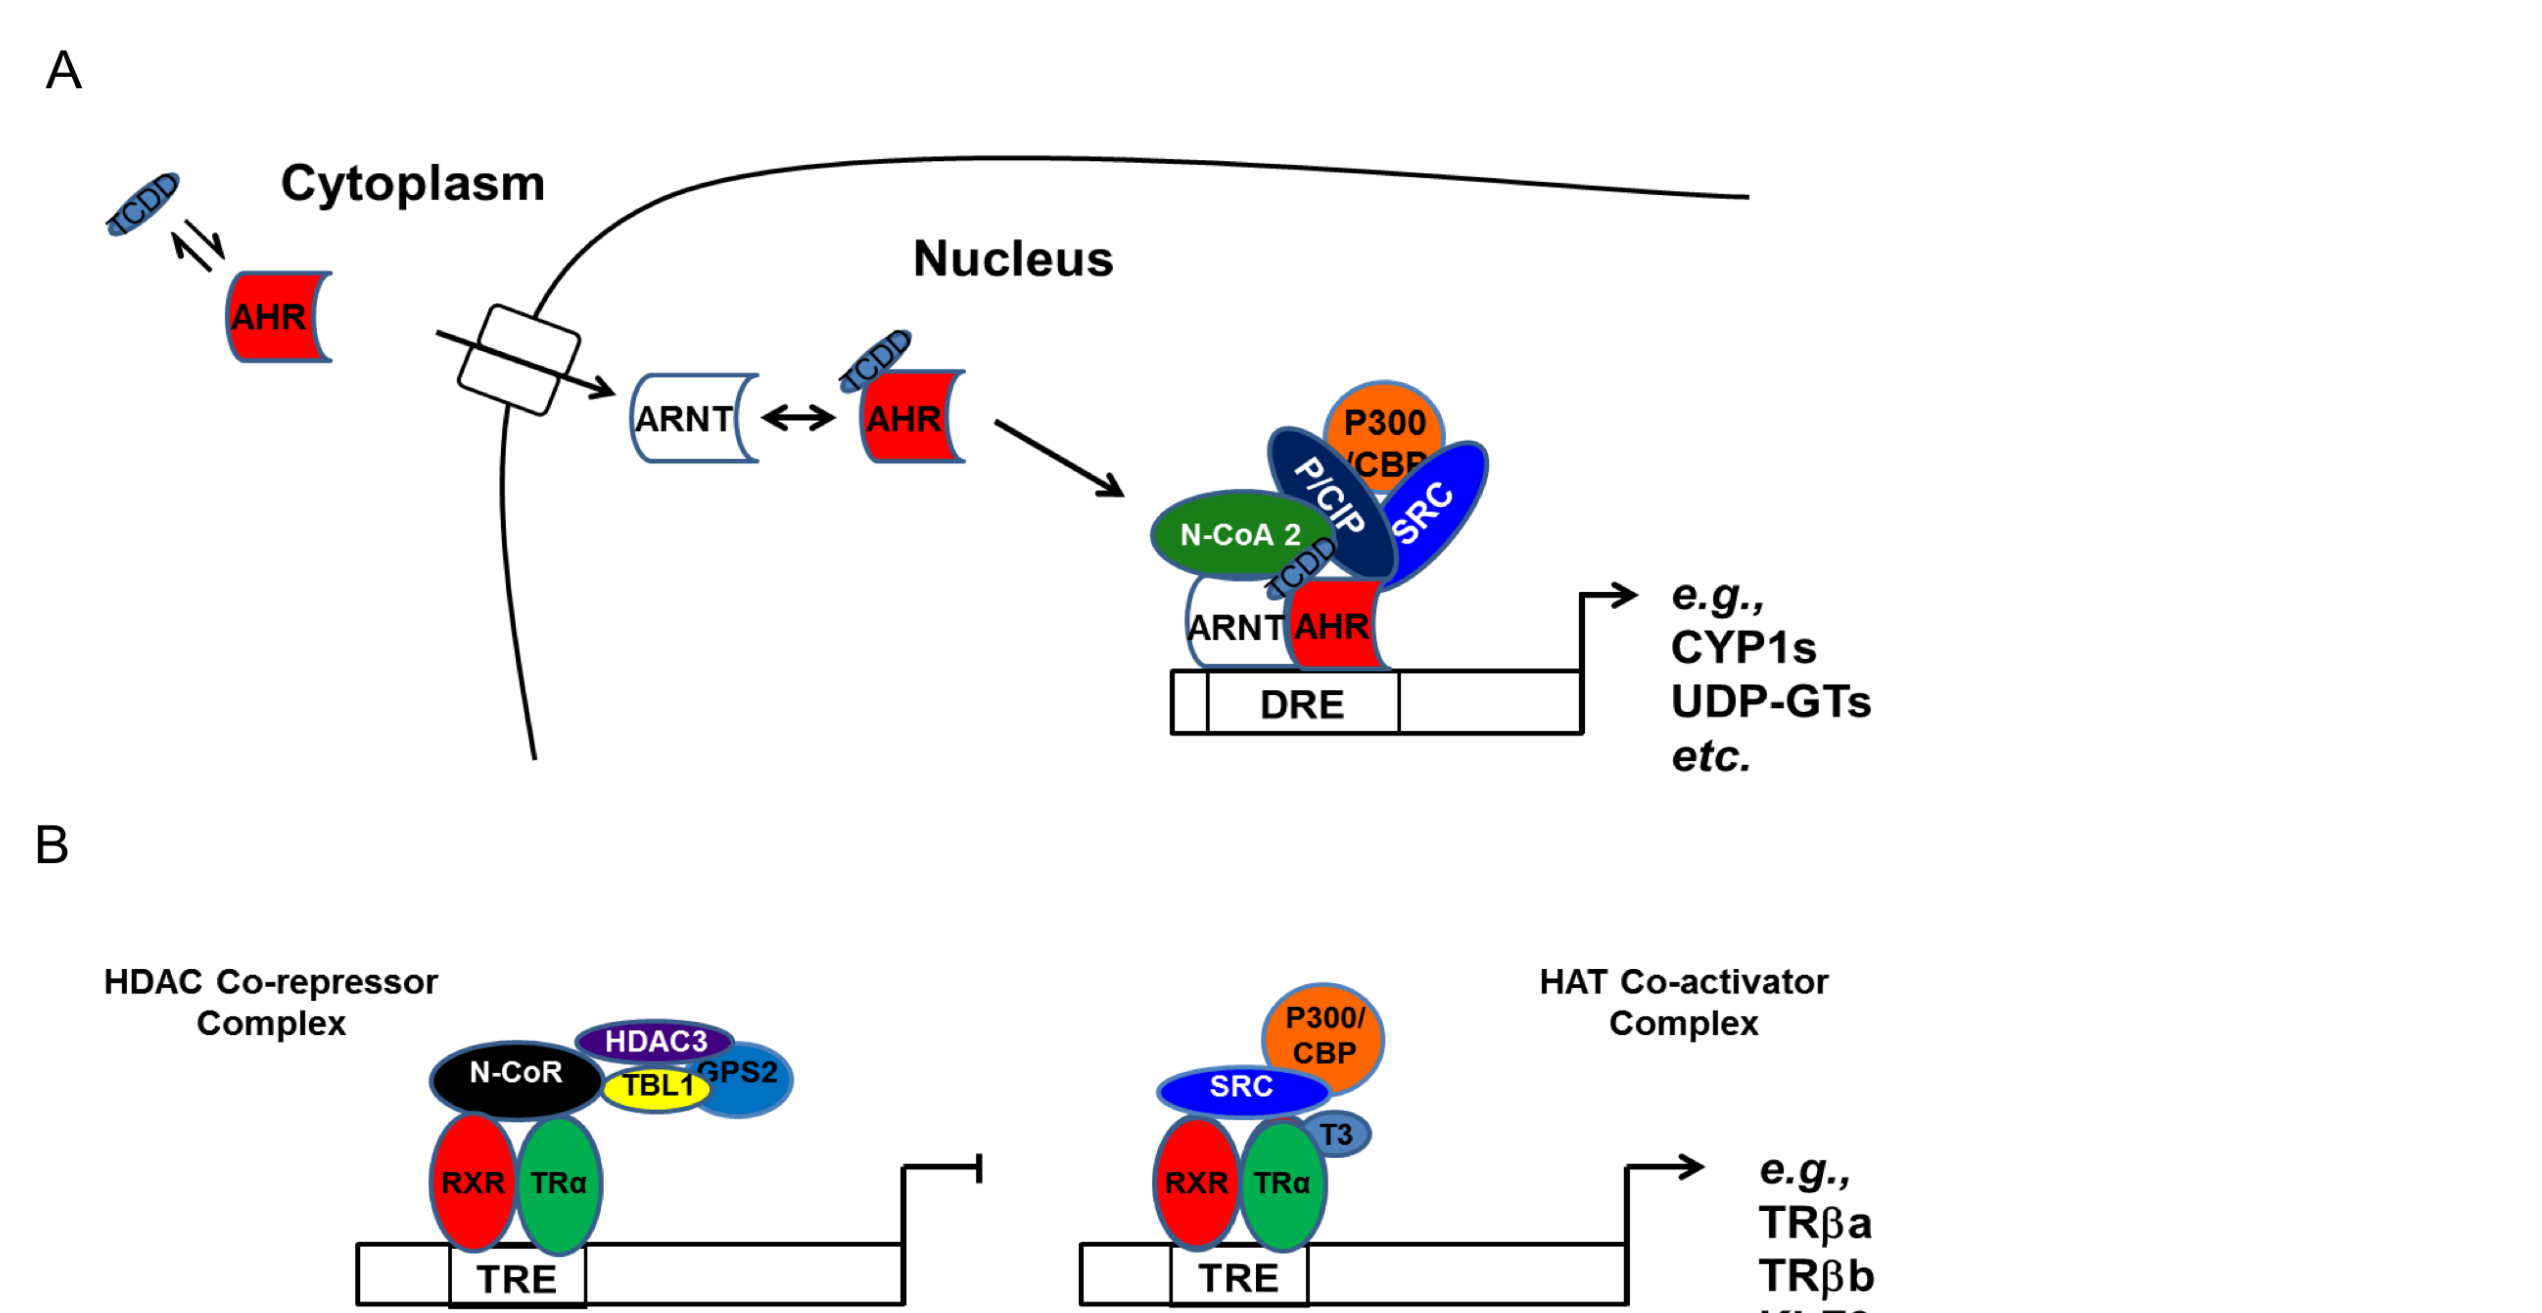 A
Cytoplasm
TCDD
AHR
Nucleus
ARNT
TCDD
AHR
P300
/CBP
P/CIP
SRC
N-CoA 2
TCDD
ARNT
AHR
DRE
e.g.,
CYP1s
UDP-GTs
etc.
B
HDAC Co-repressor
Complex
N-CoR
HDAC3
TBL1
GPS2
RXR
TRα
TRE
HAT Co-activator
Complex
P300/
CBP
SRC
T3
RXR
TRα
TRE
e.g.,
TRβa
TRβb